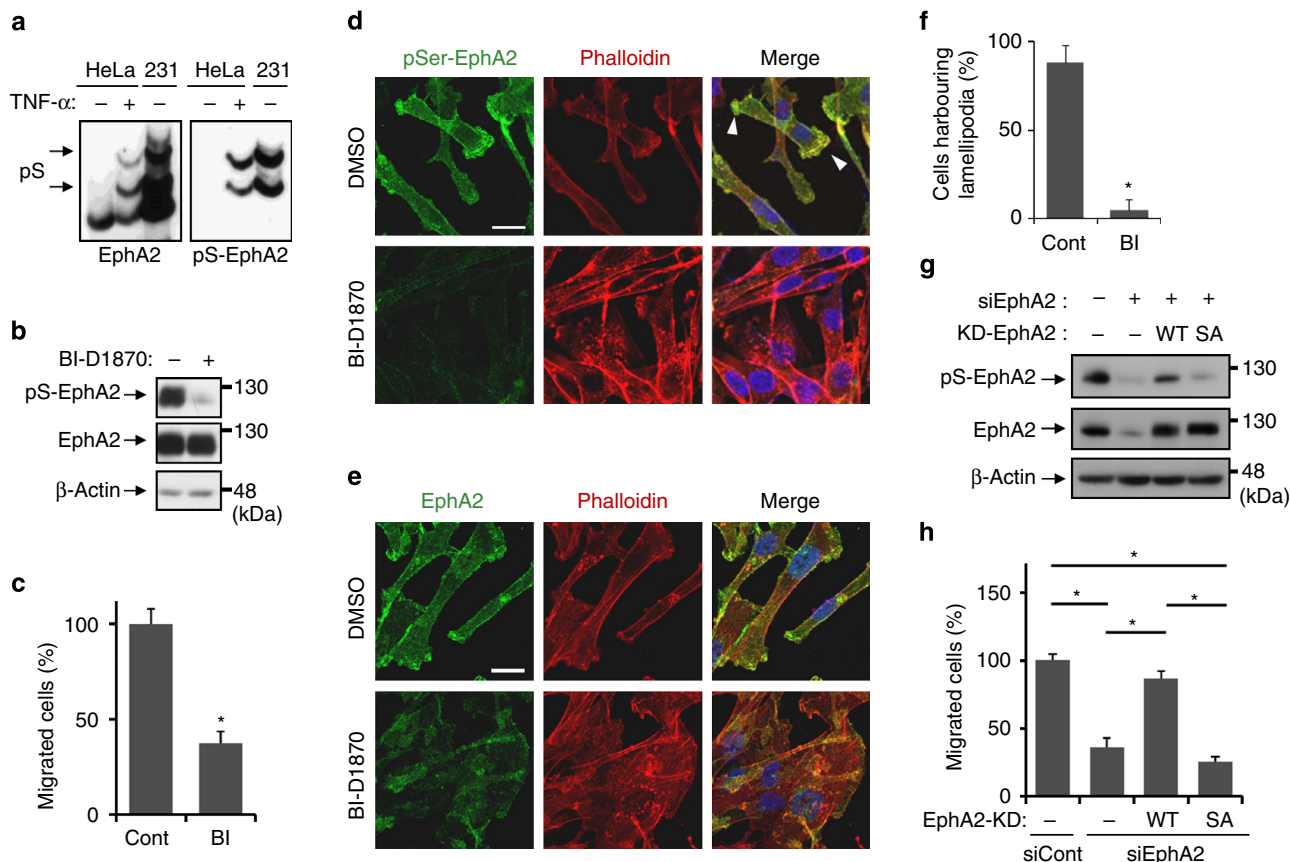 a
HeLa 231 HeLa 231
TNF-α: – + – – + –
pS
EphA2 pS-EphA2
b
BI-D1870: – +
pS-EphA2 130
EphA2 130
β-Actin 48
(kDa)
c
Migrated cells (%)
100
50
0
*
Cont BI
d
pSer-EphA2 Phalloidin Merge
DMSO
BI-D1870
e
EphA2 Phalloidin Merge
DMSO
BI-D1870
f
Cells harbouring
lamellipodia (%)
100
50
0
*
Cont BI
g
siEphA2 : – + + +
KD-EphA2 : – – WT SA
pS-EphA2 130
EphA2 130
β-Actin 48
(kDa)
h
Migrated cells (%)
150
100
50
0
*
* *
*
EphA2-KD: – – WT SA
siCont siEphA2